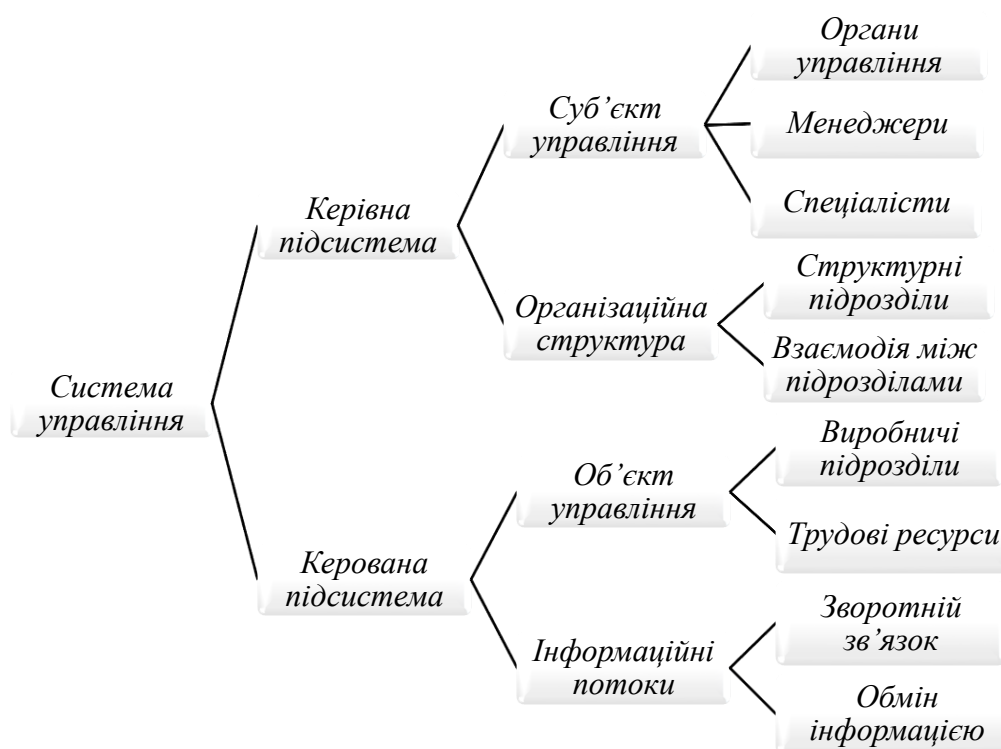 Система
управління
Керівна
підсистема
Суб’єкт
управління
Органи
управління
Менеджери
Спеціалісти
Організаційна
структура
Структурні
підрозділи
Взаємодія між
підрозділами
Керована
підсистема
Об’єкт
управління
Виробничі
підрозділи
Трудові ресурси
Інформаційні
потоки
Зворотній
зв’язок
Обмін
інформацією